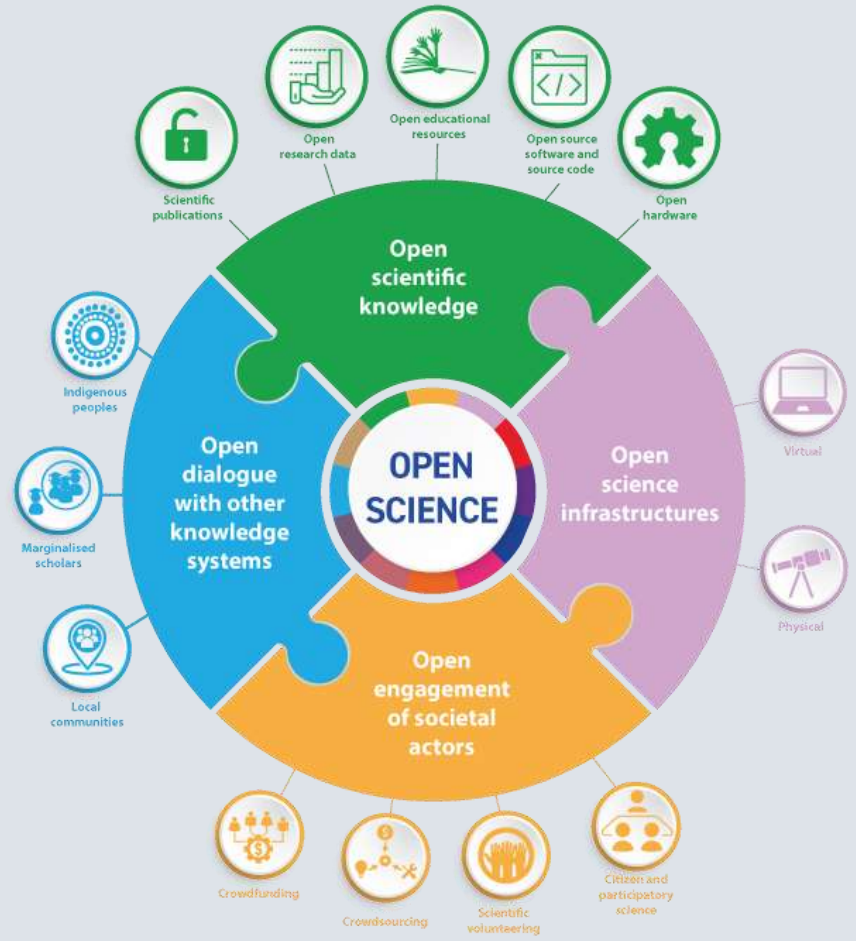 Scientific
publications
Open
research data
Open educational
resources
</>
Open source
software and
source code
Open
hardware
Open
scientific
knowledge
Indigenous
peoples
Marginalised
scholars
Local
communities
Open
dialogue
with other
knowledge
systems
OPEN
SCIENCE
Open
science
infrastructures
Virtual
Physical
Open
engagement
of societal
actors
$
Crowdfunding
$
Crowdsourcing
Scientific
volunteering
Citizen and
participatory
science